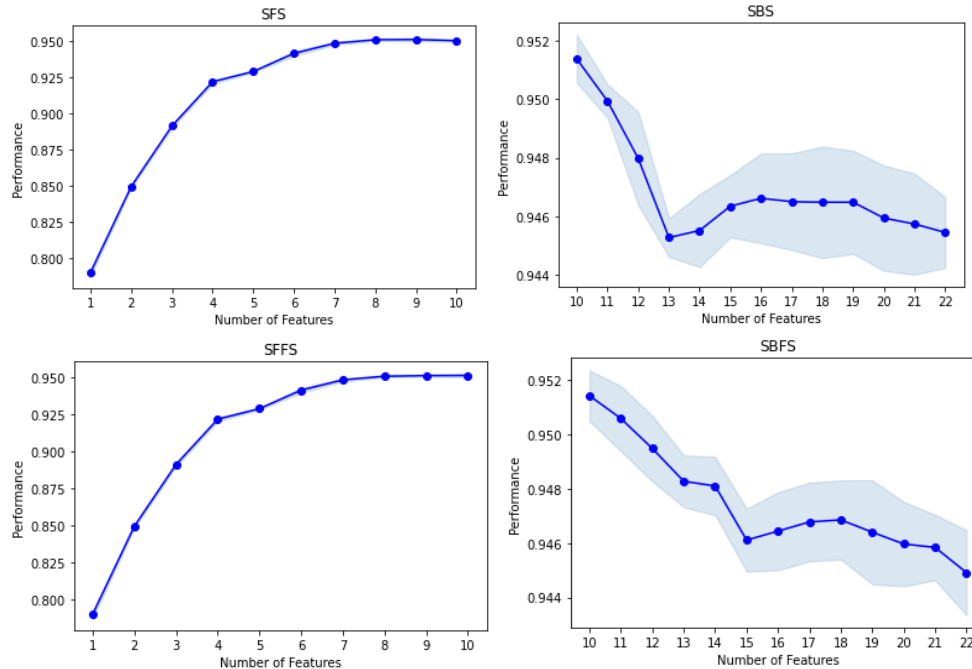 SFS
0.950
0.925
0.900
0.875
0.850
0.825
0.800
Performance
1 2 3 4 5 6 7 8 9 10
Number of Features
SBS
0.952
0.950
0.948
0.946
0.944
Performance
10 11 12 13 14 15 16 17 18 19 20 21 22
Number of Features
SFFS
0.950
0.925
0.900
0.875
0.850
0.825
0.800
Performance
1 2 3 4 5 6 7 8 9 10
Number of Features
SBFS
0.952
0.950
0.948
0.946
0.944
Performance
10 11 12 13 14 15 16 17 18 19 20 21 22
Number of Features